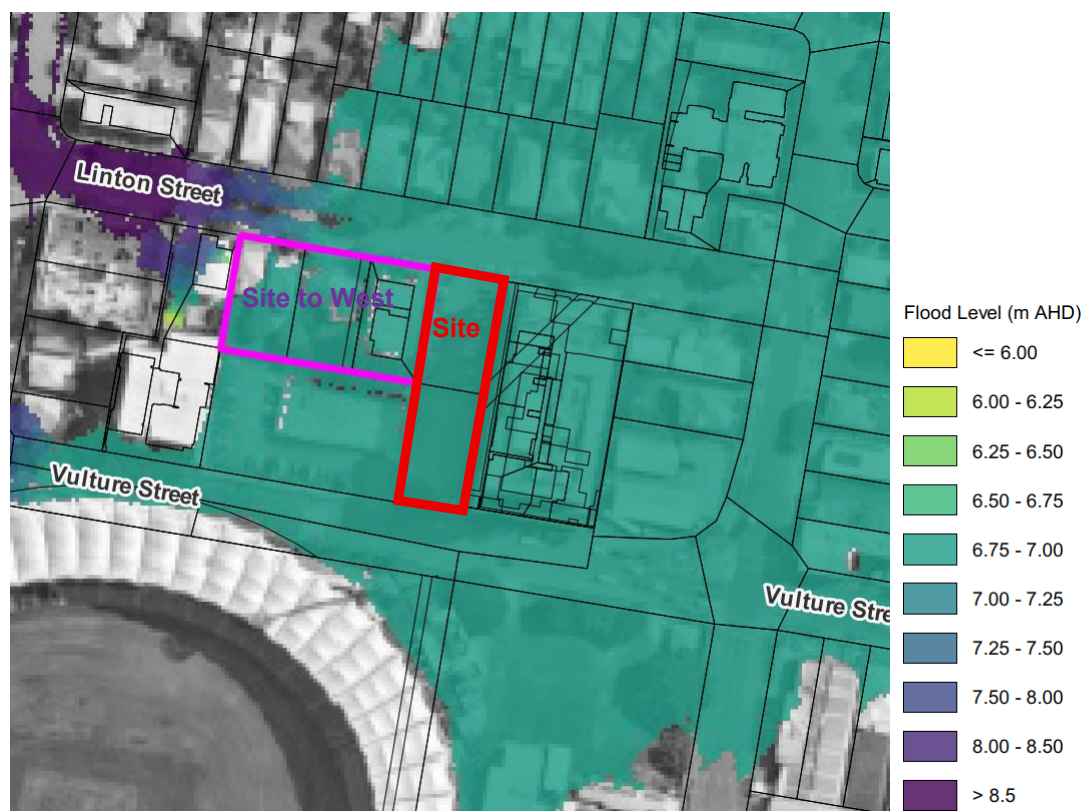 Linton Street
Site to West
Site
Flood Level (m AHD)
<= 6.00
6.00 - 6.25
6.25 - 6.50
6.50 - 6.75
6.75 - 7.00
7.00 - 7.25
7.25 - 7.50
7.50 - 8.00
8.00 - 8.50
> 8.5
Vulture Street
Vulture Stre